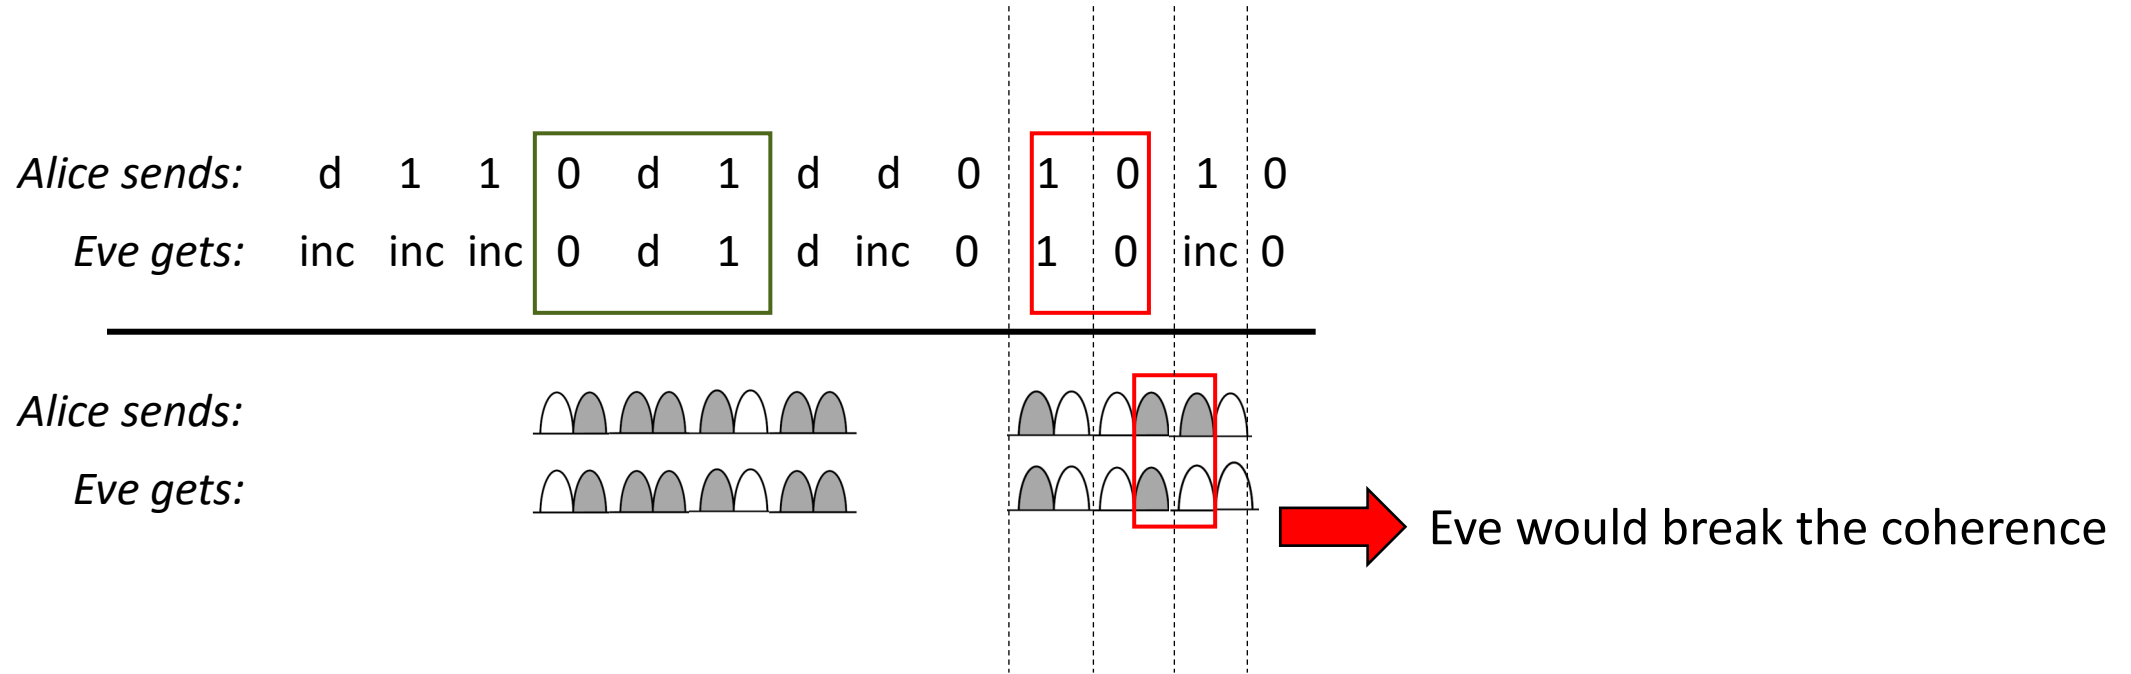 Alice sends: d 1 1 0 d 1 d d 0 1 0 1 0
Eve gets: inc inc inc 0 d 1 d inc 0 1 0 inc 0
Alice sends:
Eve gets:
Eve would break the coherence